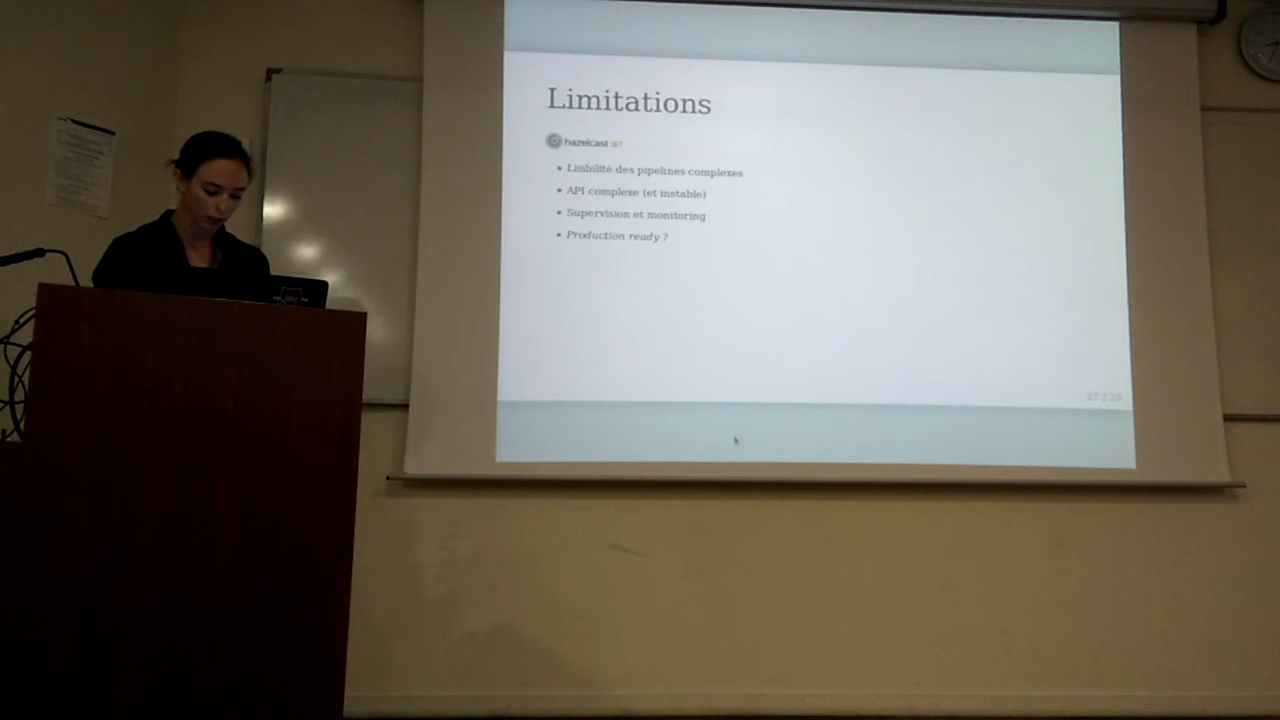 Limitations
hazelcast JET
• Lisibilité des pipelines complexes
• API complexe (et instable)
• Supervision et monitoring
• Production ready ?
27 / 28